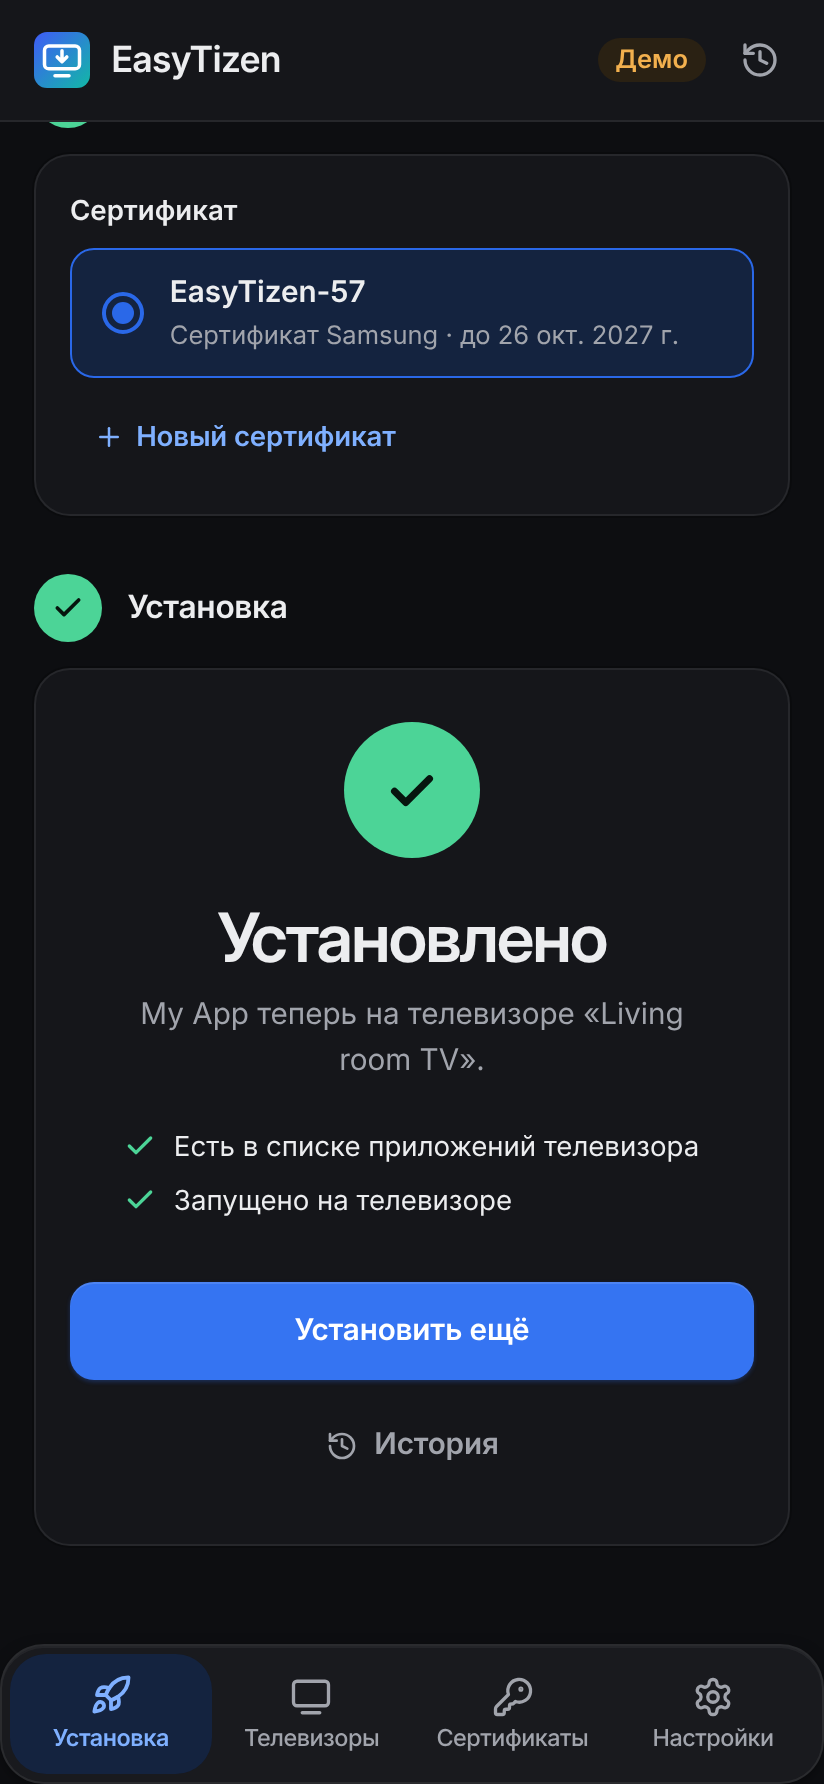 EasyTizen
Демо
Сертификат
EasyTizen-57
Сертификат Samsung · до 26 окт. 2027 г.
Новый сертификат
Установка
Установлено
My App теперь на телевизоре «Living
room TV».
Есть в списке приложений телевизора
Запущено на телевизоре
Установить ещё
История
Установка
Телевизоры
Сертификаты
Настройки